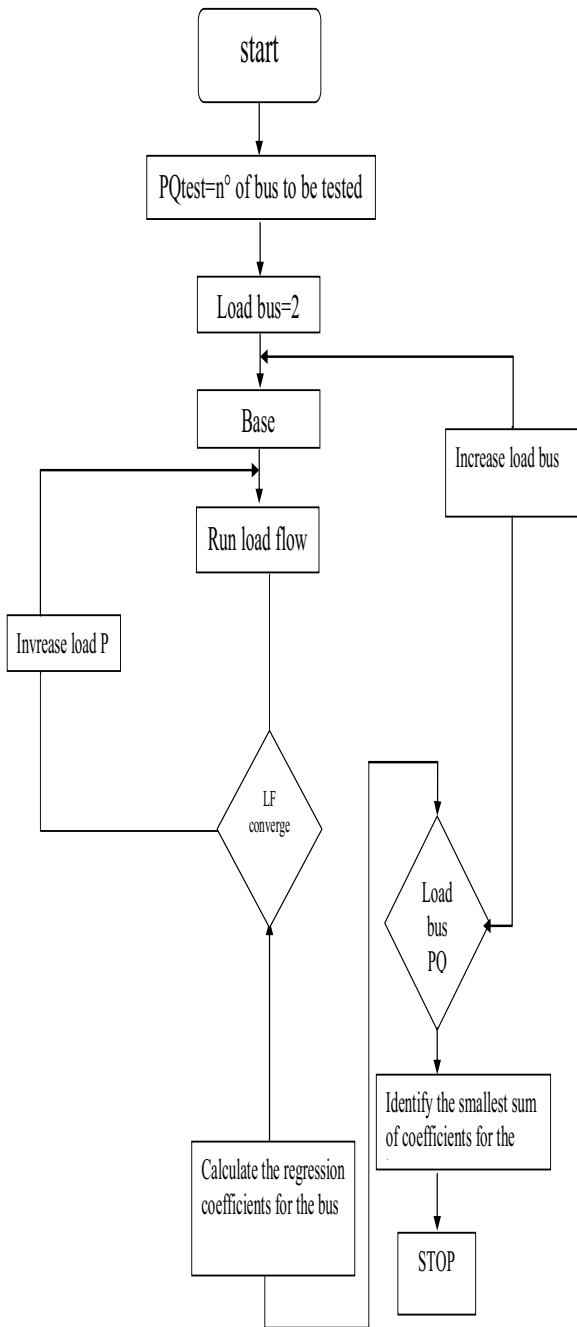 start
PQtest=n° of bus to be tested
Load bus=2
Base
Increase load bus
Run load flow
Invrease load P
LF
converge
Load
bus
PQ
Identify the smallest sum
of coefficients for the
Calculate the regression
coefficients for the bus
STOP